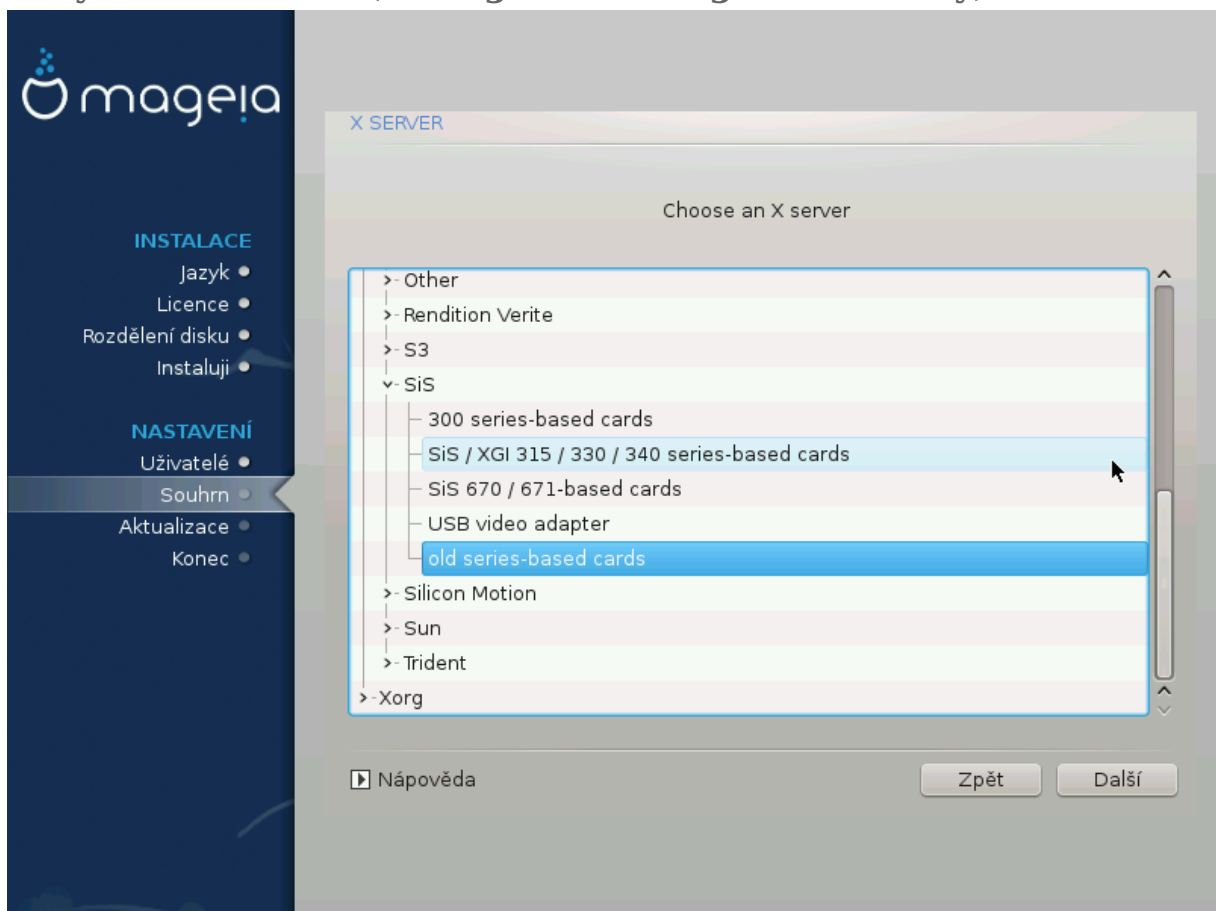 mageia
INSTALACE
Jazyk
Licence
Rozdělení disku
Instaluji
NASTAVENÍ
Uživatelé
Souhrn
Aktualizace
Konec
X SERVER
Choose an X server
Other
Rendition Verite
S3
SiS
300 series-based cards
SiS / XGI 315 / 330 / 340 series-based cards
SiS 670 / 671-based cards
USB video adapter
old series-based cards
Silicon Motion
Sun
Trident
Xorg
Nápověda
Zpět
Další